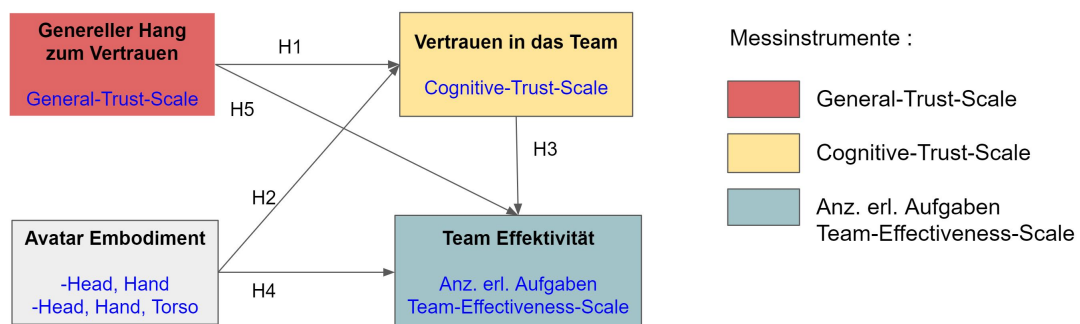 Genereller Hang
zum Vertrauen
General-Trust-Scale
H1
Vertrauen in das Team
Cognitive-Trust-Scale
H5
H2
H3
Avatar Embodiment
-Head, Hand
-Head, Hand, Torso
H4
Team Effektivität
Anz. erl. Aufgaben
Team-Effectiveness-Scale
Messinstrumente :
General-Trust-Scale
Cognitive-Trust-Scale
Anz. erl. Aufgaben
Team-Effectiveness-Scale